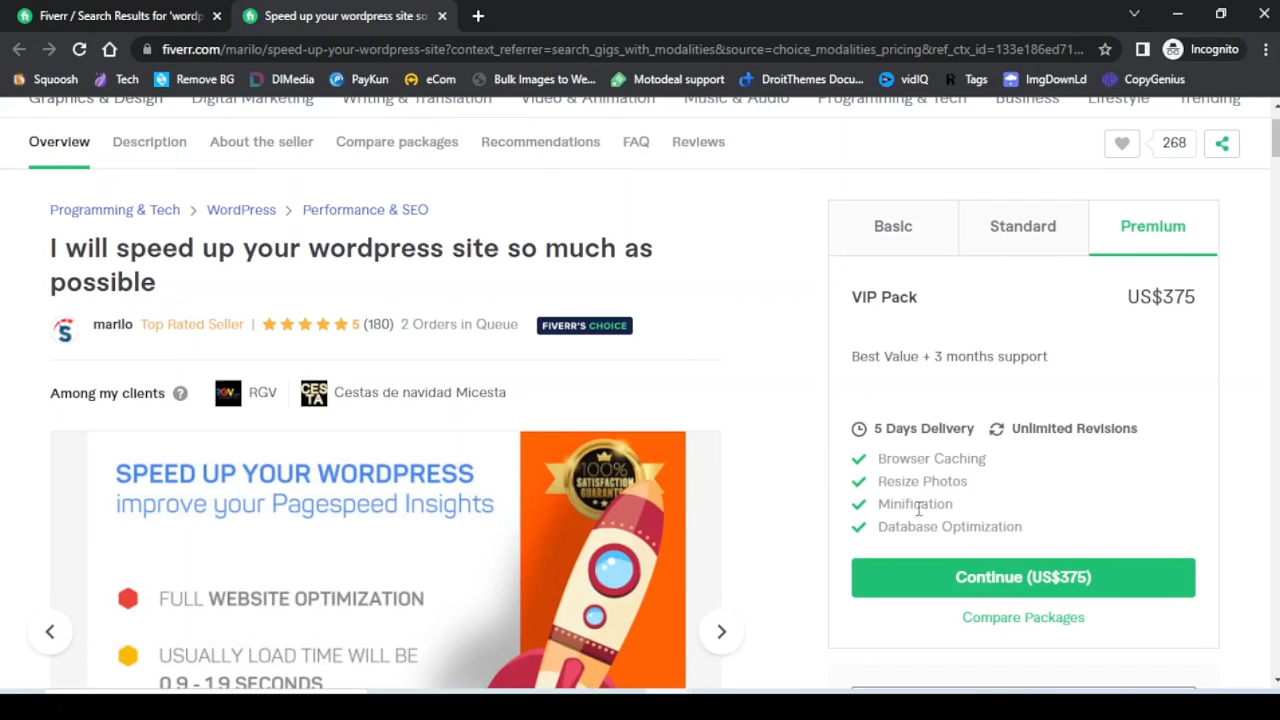 Fiverr / Search Results for 'wordp
Speed up your wordpress site so
fiverr.com/marilo/speed-up-your-wordpress-site?context_referrer=search_gigs_with_modalities&source=choice_modalities_pricing&ref_ctx_id=133e186ed71...
Incognito
Squoosh
Tech
Remove BG
DIMedia
PayKun
eCom
Bulk Images to We...
Motodeal support
DroitThemes Docu...
vidIQ
Tags
ImgDownLd
CopyGenius
Graphics & Design
Digital Marketing
Writing & Translation
Video & Animation
Music & Audio
Programming & Tech
Business
Lifestyle
Trending
Overview
Description
About the seller
Compare packages
Recommendations
FAQ
Reviews
268
Programming & Tech > WordPress > Performance & SEO
I will speed up your wordpress site so much as
possible
marilo Top Rated Seller | 5 (180) 2 Orders in Queue FIVERR'S CHOICE
Among my clients ? RGV Cestas de navidad Micesta
SPEED UP YOUR WORDPRESS
improve your Pagespeed Insights
100%
SATISFACTION
GUARANTEE
FULL WEBSITE OPTIMIZATION
USUALLY LOAD TIME WILL BE
0.9 - 1.9 SECONDS
Basic
Standard
Premium
VIP Pack US$375
Best Value + 3 months support
5 Days Delivery Unlimited Revisions
Browser Caching
Resize Photos
Minification
Database Optimization
Continue (US$375)
Compare Packages